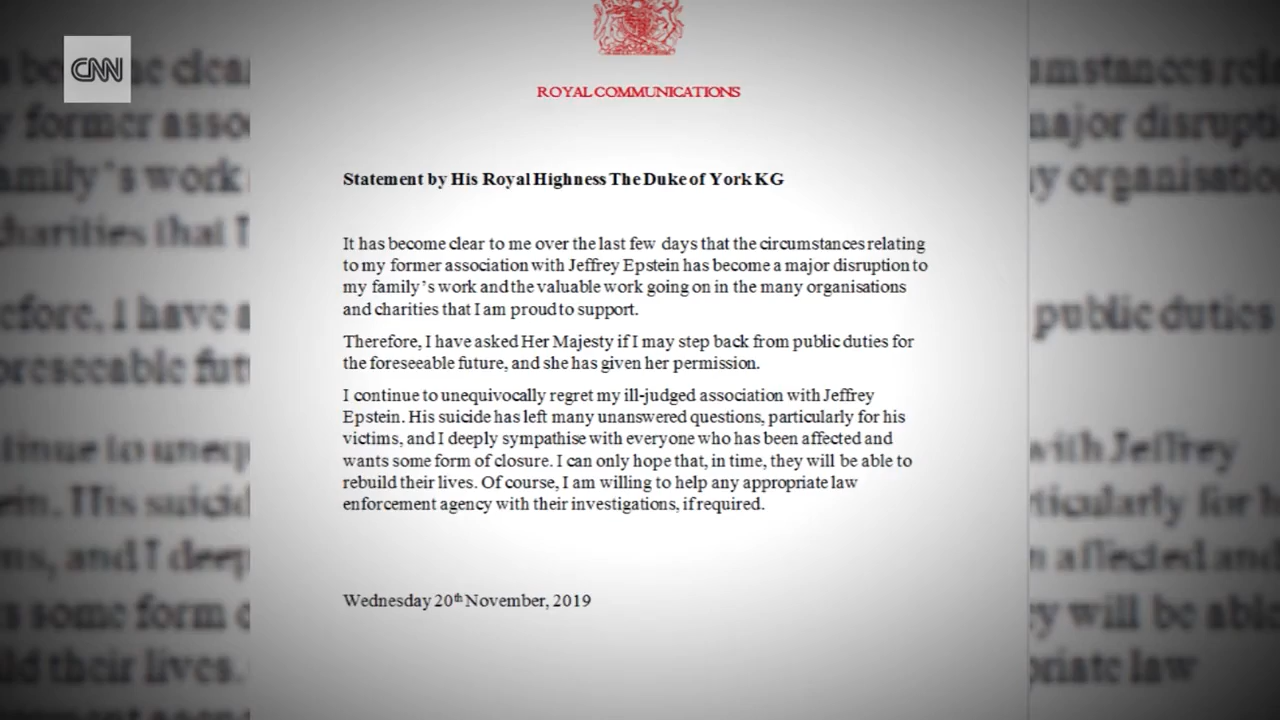 CNN
ROYAL COMMUNICATIONS
Statement by His Royal Highness The Duke of York KG
It has become clear to me over the last few days that the circumstances relating
to my former association with Jeffrey Epstein has become a major disruption to
my family's work and the valuable work going on in the many organisations
and charities that I am proud to support.
Therefore, I have asked Her Majesty if I may step back from public duties for
the foreseeable future, and she has given her permission.
I continue to unequivocally regret my ill-judged association with Jeffrey
Epstein. His suicide has left many unanswered questions, particularly for his
victims, and I deeply sympathise with everyone who has been affected and
wants some form of closure. I can only hope that, in time, they will be able to
rebuild their lives. Of course, I am willing to help any appropriate law
enforcement agency with their investigations, if required.
Wednesday 20th November, 2019